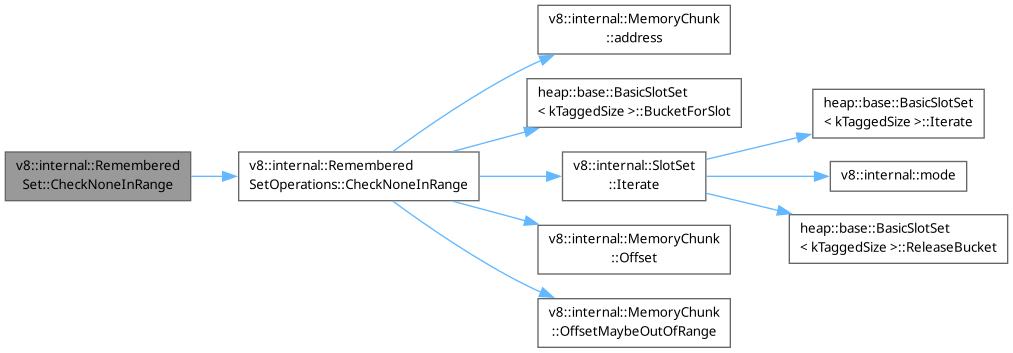 v8::internal::Remembered
Set::CheckNoneInRange
v8::internal::Remembered
SetOperations::CheckNoneInRange
v8::internal::MemoryChunk
::address
heap::base::BasicSlotSet
< kTaggedSize >::BucketForSlot
v8::internal::SlotSet
::Iterate
v8::internal::MemoryChunk
::Offset
v8::internal::MemoryChunk
::OffsetMaybeOutOfRange
heap::base::BasicSlotSet
< kTaggedSize >::Iterate
v8::internal::mode
heap::base::BasicSlotSet
< kTaggedSize >::ReleaseBucket